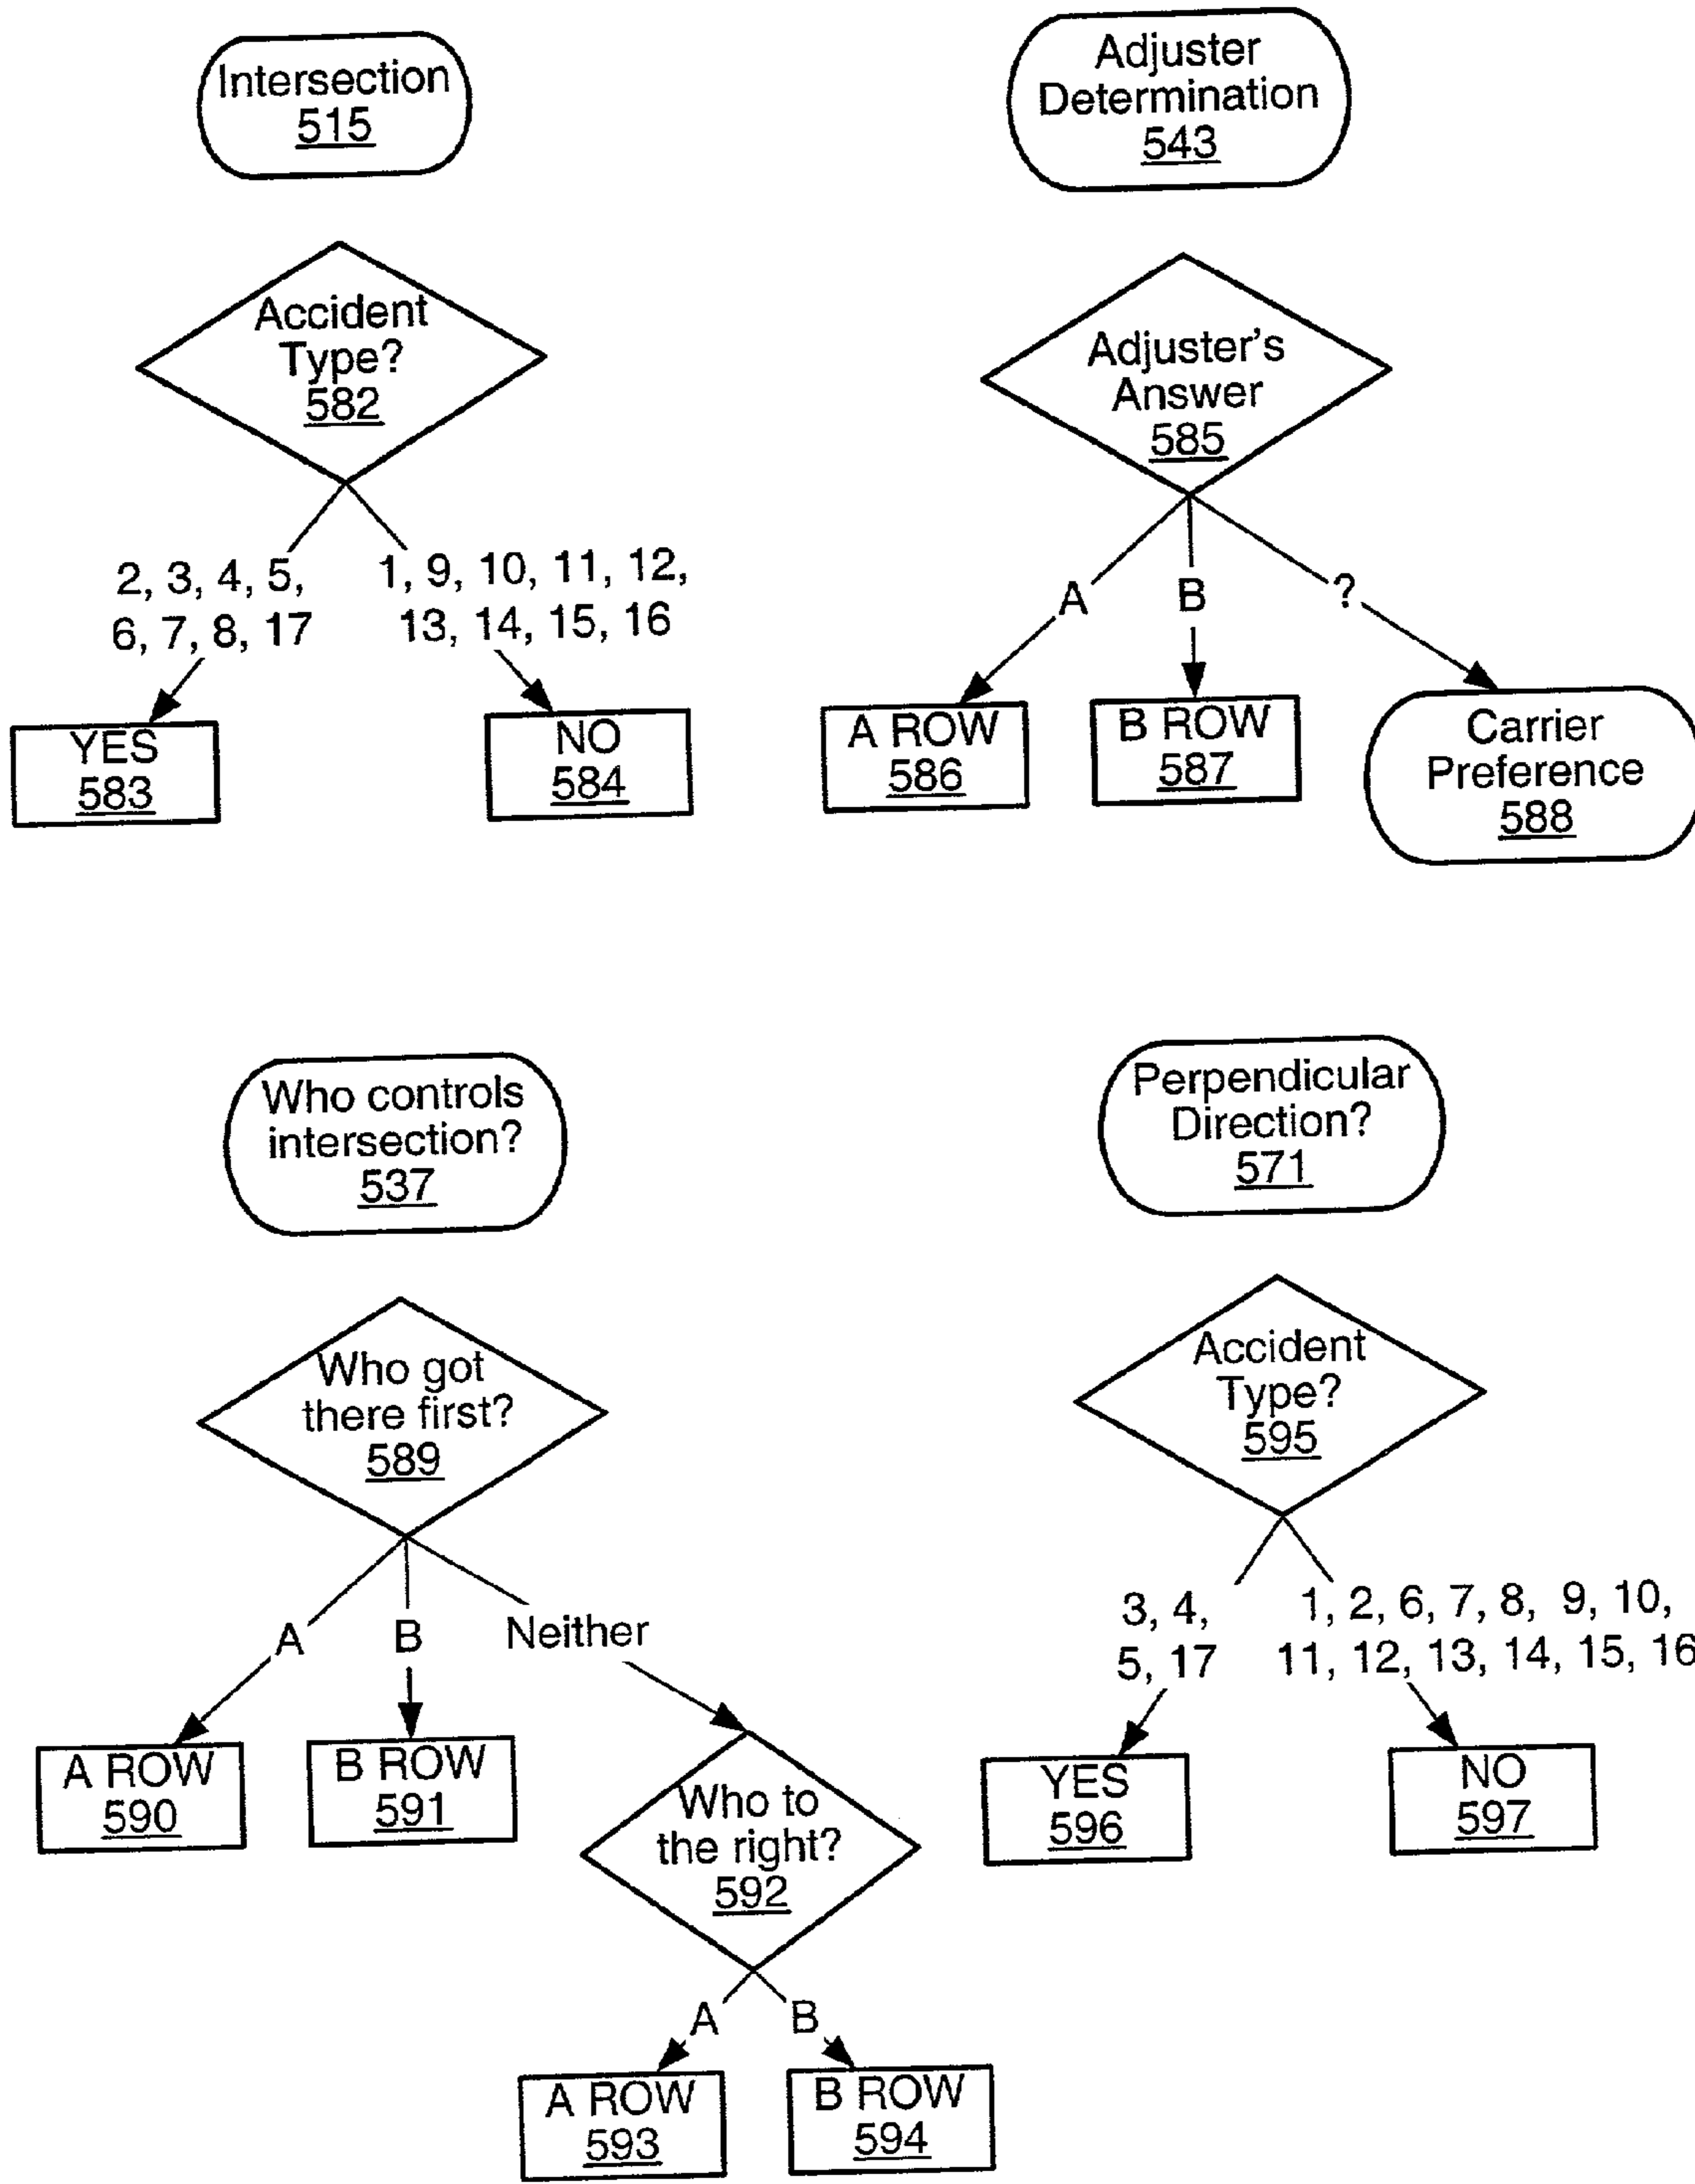 Intersection
515
Accident
Type?
582
2, 3, 4, 5,
6, 7, 8, 17
1, 9, 10, 11, 12,
13, 14, 15, 16
YES
583
NO
584
Adjuster
Determination
543
Adjuster's
Answer
585
A
B
?
A ROW
586
B ROW
587
Carrier
Preference
588
Who controls
intersection?
537
Who got
there first?
589
A
B
Neither
A ROW
590
B ROW
591
Who to
the right?
592
A
B
A ROW
593
B ROW
594
Perpendicular
Direction?
571
Accident
Type?
595
3, 4,
5, 17
1, 2, 6, 7, 8, 9, 10,
11, 12, 13, 14, 15, 16
YES
596
NO
597